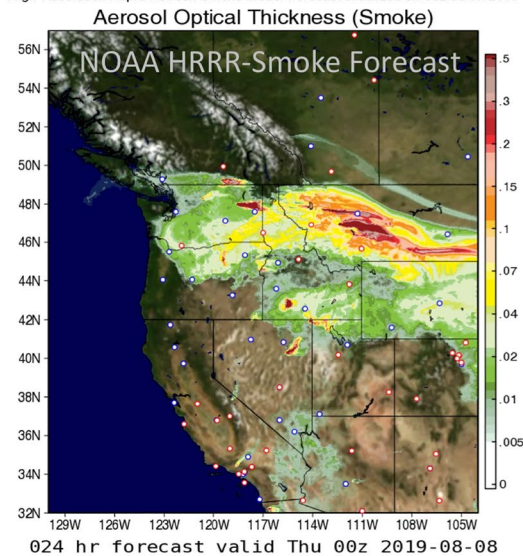 Aerosol Optical Thickness (Smoke)
NOAA HRRR-Smoke Forecast
56N
54N
52N
50N
48N
46N
44N
42N
40N
38N
36N
34N
32N
129W 126W 123W 120W 117W 114W 111W 108W 105W
.5
.3
.2
.15
.1
.07
.04
.02
.01
.005
0
024 hr forecast valid Thu 00z 2019-08-08